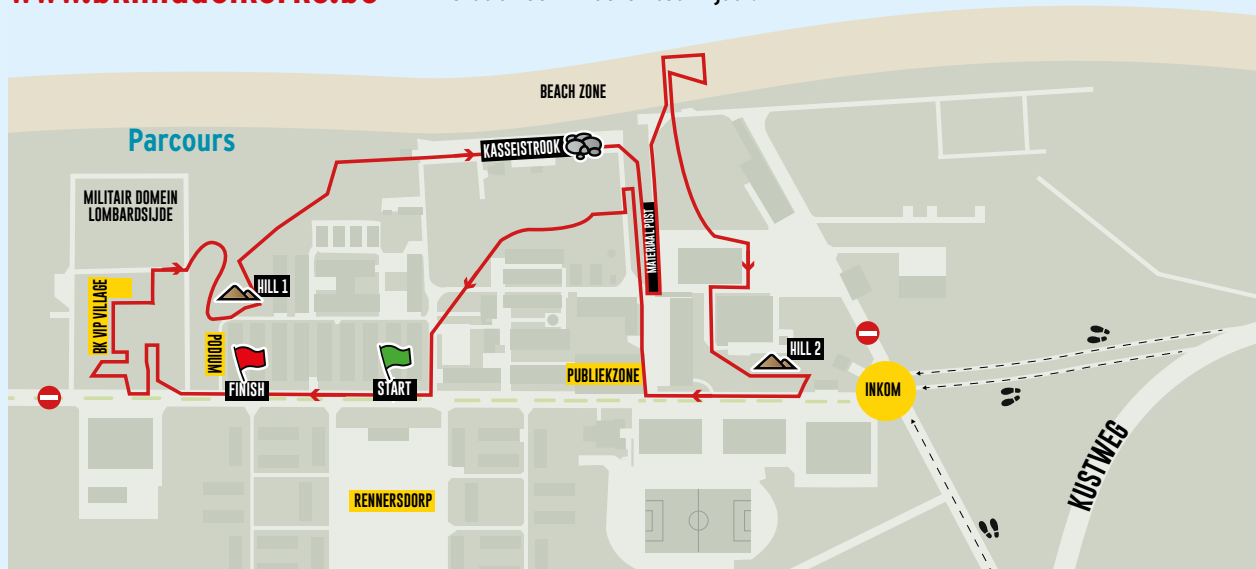 BEACH ZONE
Parcours
KASSEISTROOK
MILITAIR DOMEIN
LOMBARDSIJDE
MATERIAAL POST
BK VIP VILLAGE
HILL 1
PODIUM
HILL 2
FINISH
START
PUBLIEKZONE
INKOM
KUSTWEG
RENNERSDORP